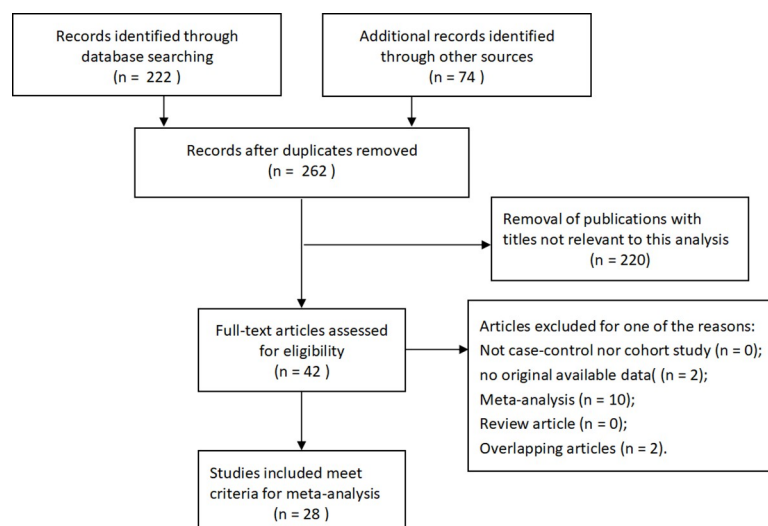 Records identified through
database searching
(n = 222 )
Additional records identified
through other sources
(n = 74 )
Records after duplicates removed
(n = 262 )
Removal of publications with
titles not relevant to this analysis
(n = 220)
Full-text articles assessed
for eligibility
(n = 42 )
Articles excluded for one of the reasons:
Not case-control nor cohort study (n = 0);
no original available data( (n = 2);
Meta-analysis (n = 10);
Review article (n = 0);
Overlapping articles (n = 2).
Studies included meet
criteria for meta-analysis
(n = 28 )